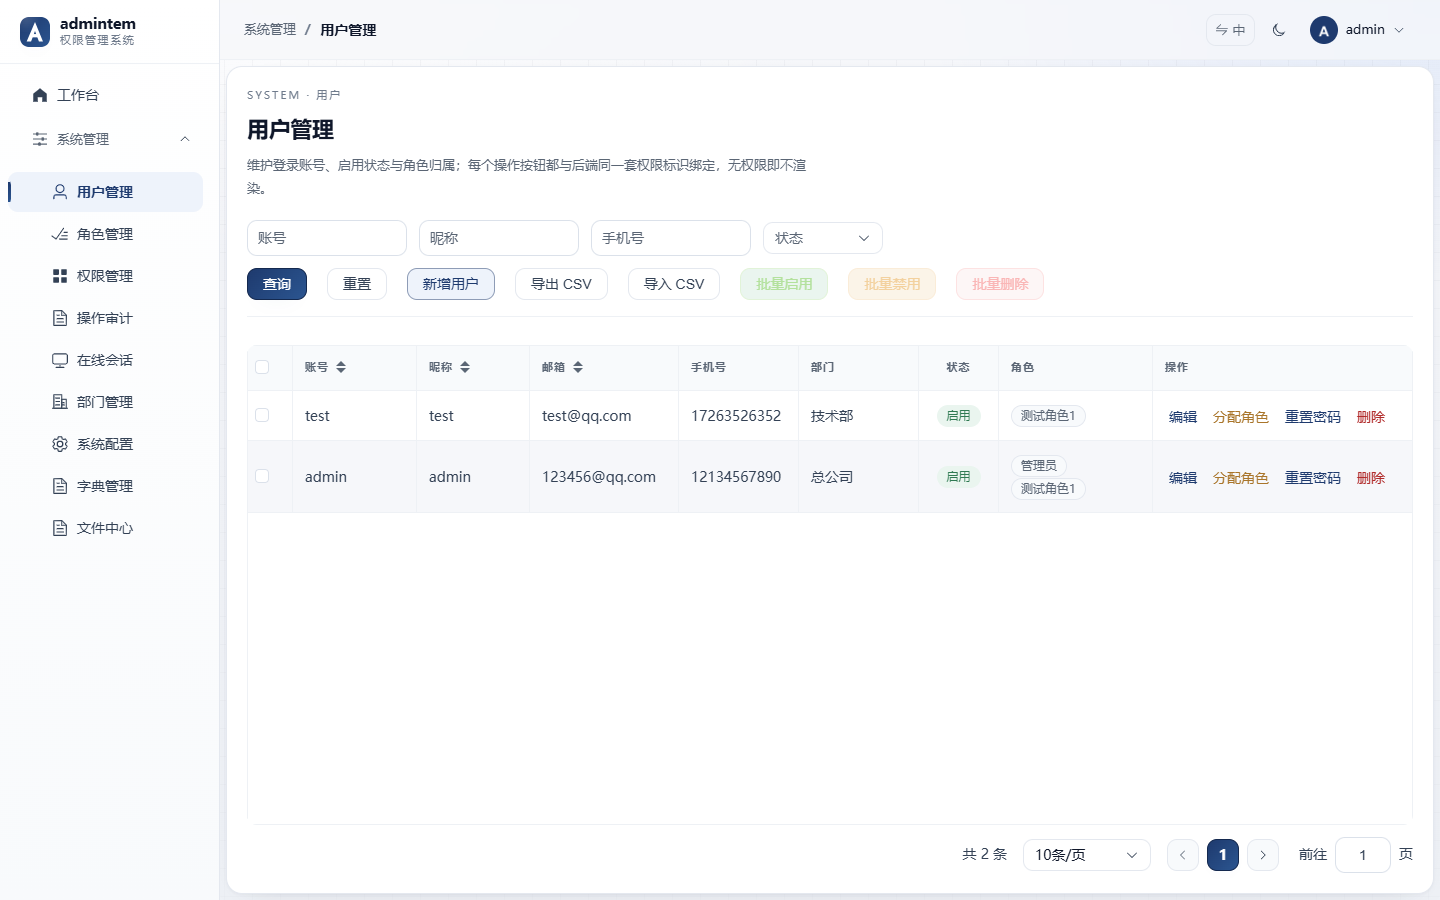 admintem
权限管理系统
系统管理 / 用户管理
中
A admin
工作台
系统管理
用户管理
角色管理
权限管理
操作审计
在线会话
部门管理
系统配置
字典管理
文件中心
SYSTEM · 用户
用户管理
维护登录账号、启用状态与角色归属；每个操作按钮都与后端同一套权限标识绑定，无权限即不渲
染。
账号 昵称 手机号 状态
查询 重置 新增用户 导出 CSV 导入 CSV 批量启用 批量禁用 批量删除
账号 昵称 邮箱 手机号 部门 状态 角色 操作
test test test@qq.com 17263526352 技术部 启用 测试角色1 编辑 分配角色 重置密码 删除
admin admin 123456@qq.com 12134567890 总公司 启用 管理员 测试角色1 编辑 分配角色 重置密码 删除
共 2 条 10条/页 1 前往 1 页